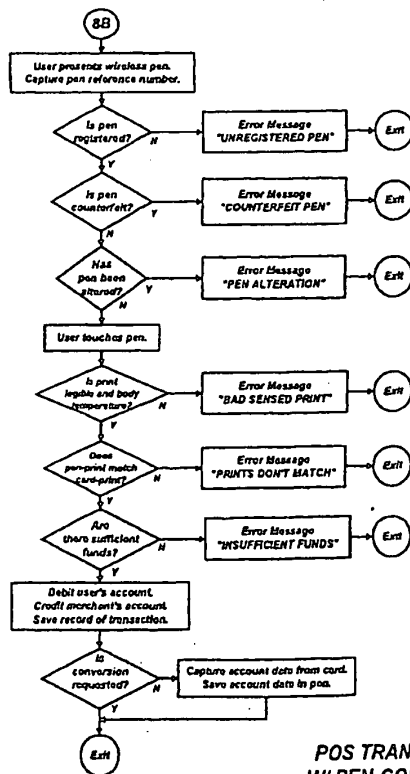 8B
User presents wireless pen.
Capture pen reference number.
Is pen
registered?
N
Error Message
"UNREGISTERED PEN"
Exit
Y
Is pen
counterfeit?
Y
Error Message
"COUNTERFEIT PEN"
Exit
N
Has
pen been
altered?
Y
Error Message
"PEN ALTERATION"
Exit
N
User touches pen.
Is print
legible and body
temperature?
N
Error Message
"BAD SENSED PRINT"
Exit
Y
Does
pen-print match
card-print?
N
Error Message
"PRINTS DON'T MATCH"
Exit
Y
Are
there sufficient
funds?
N
Error Message
"INSUFFICIENT FUNDS"
Exit
Y
Debit user's account.
Credit merchant's account.
Save record of transaction.
Is
conversion
requested?
N
Capture account data from card.
Save account data in pen.
Y
Exit
POS TRAN